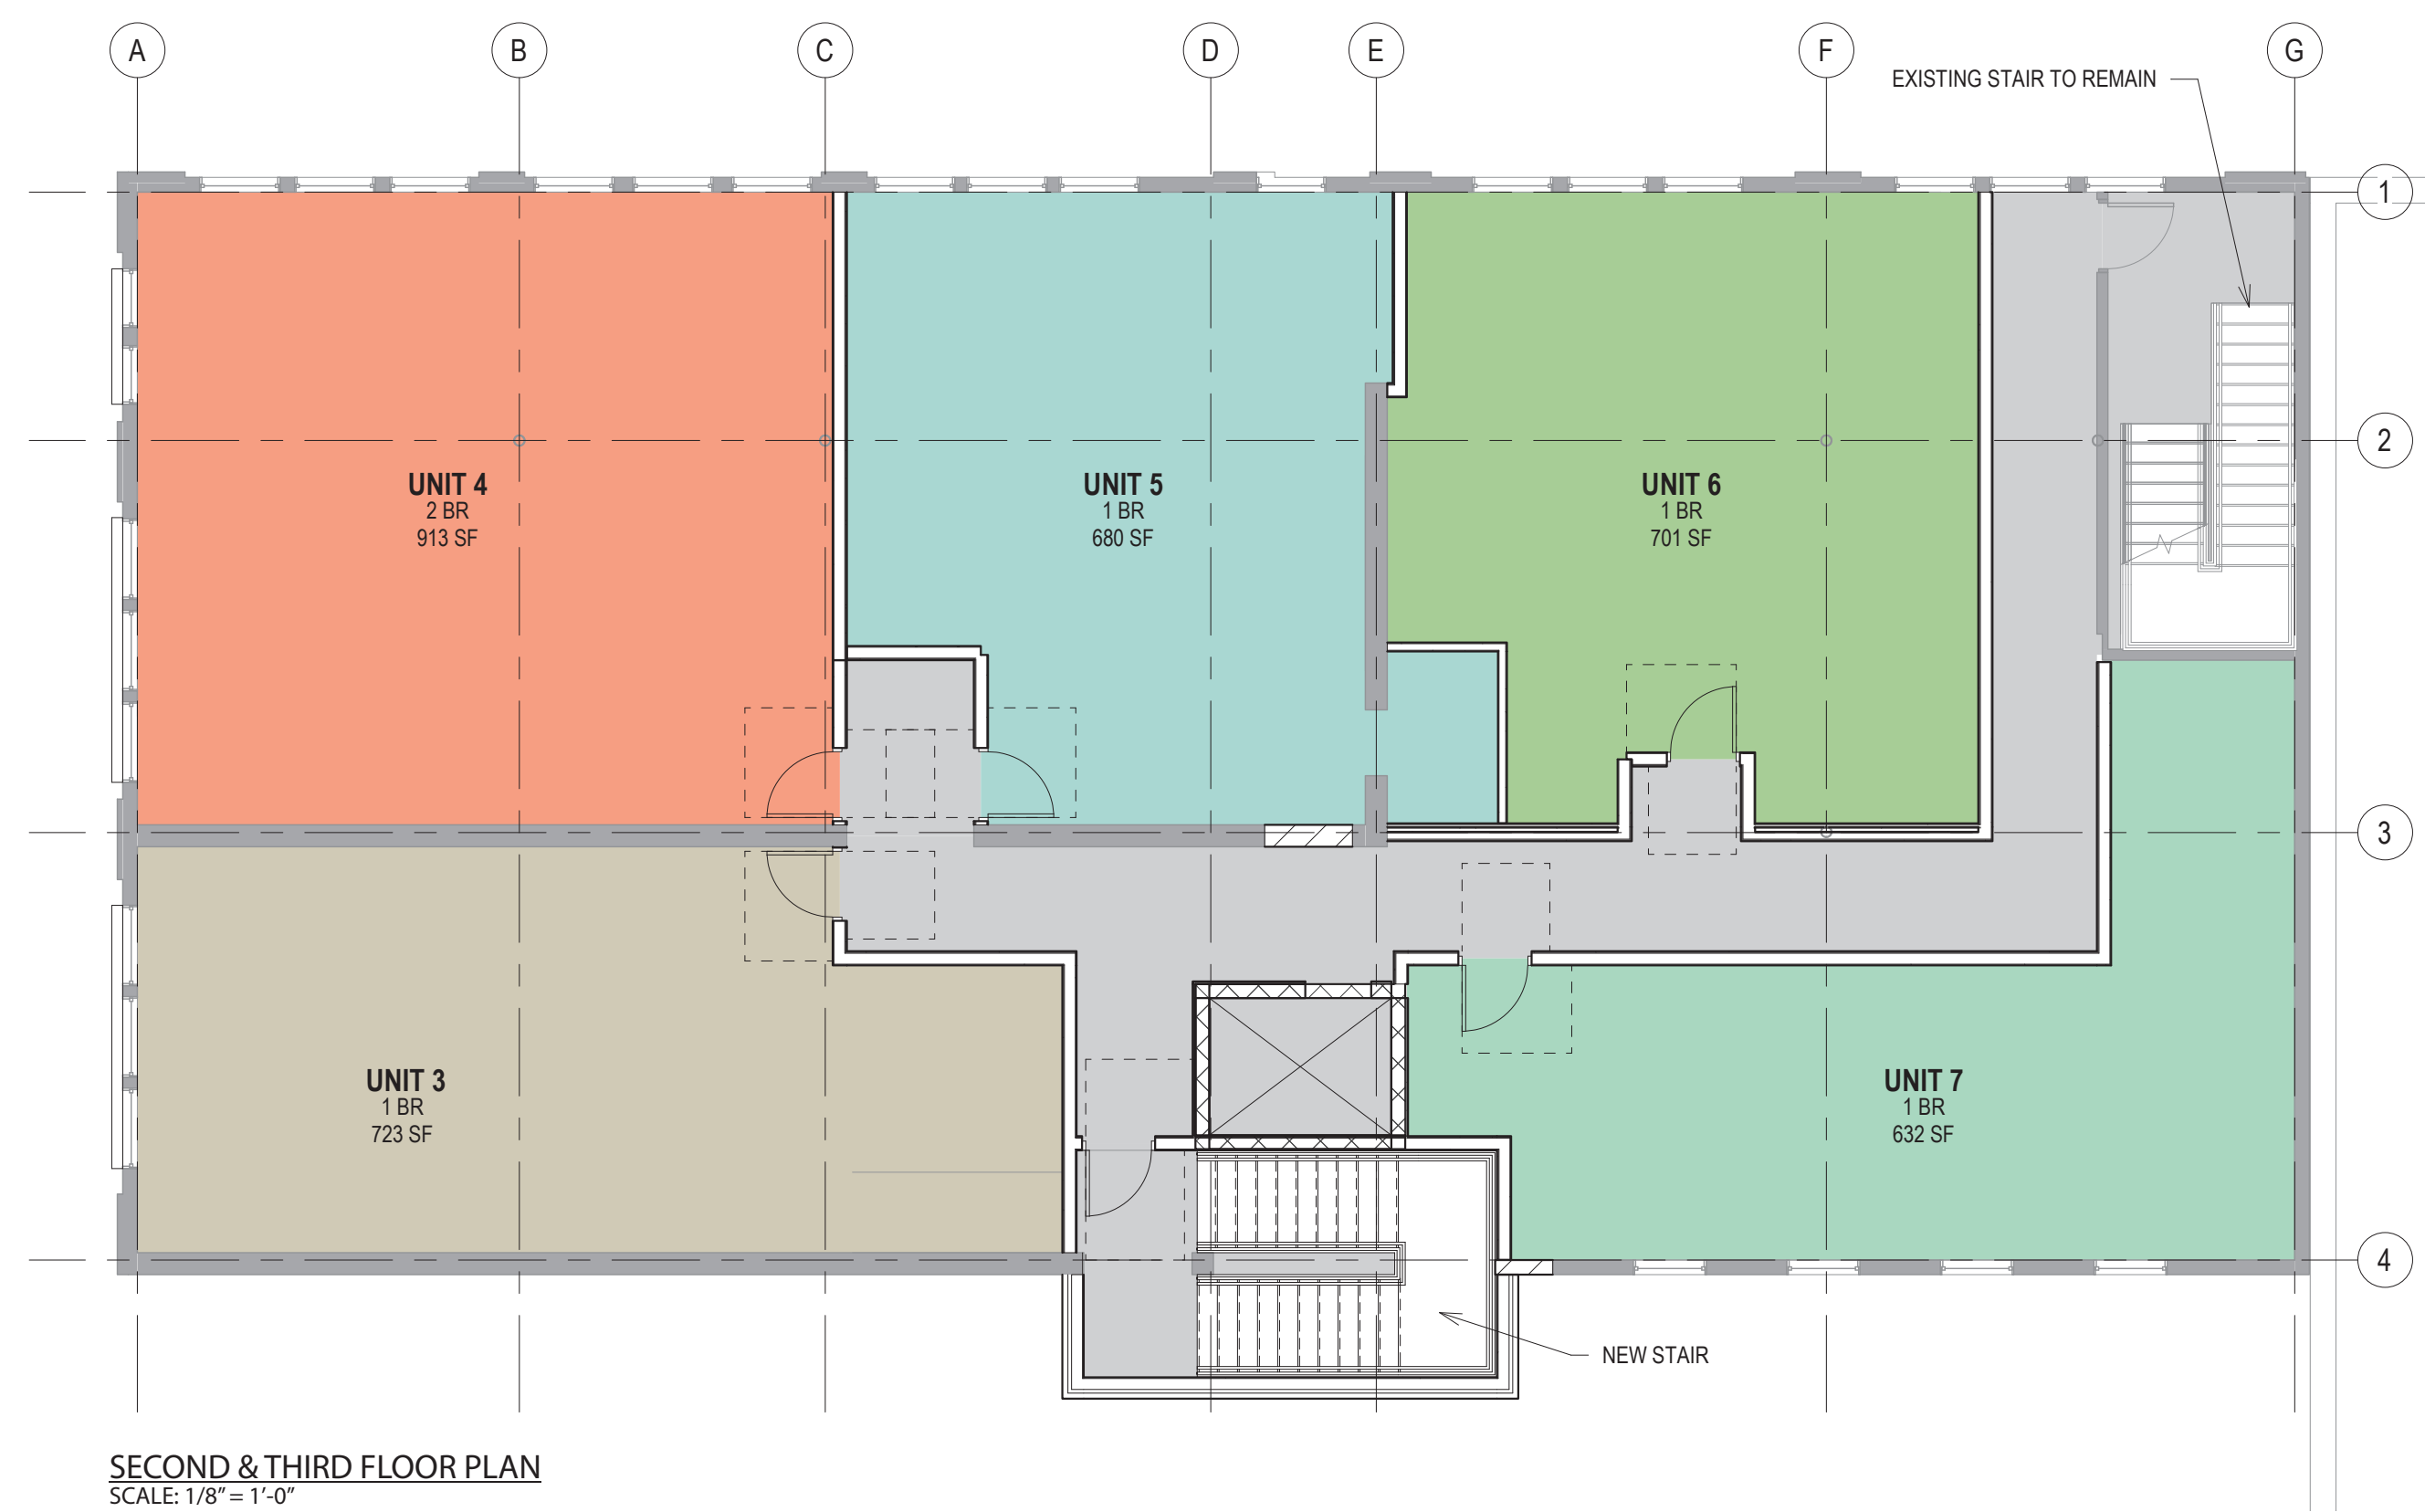 A
B
C
D
E
F
G
EXISTING STAIR TO REMAIN
1
2
UNIT 4
2 BR
913 SF
UNIT 5
1 BR
680 SF
UNIT 6
1 BR
701 SF
3
UNIT 3
1 BR
723 SF
UNIT 7
1 BR
632 SF
4
NEW STAIR
SECOND & THIRD FLOOR PLAN
SCALE: 1/8” = 1’-0”